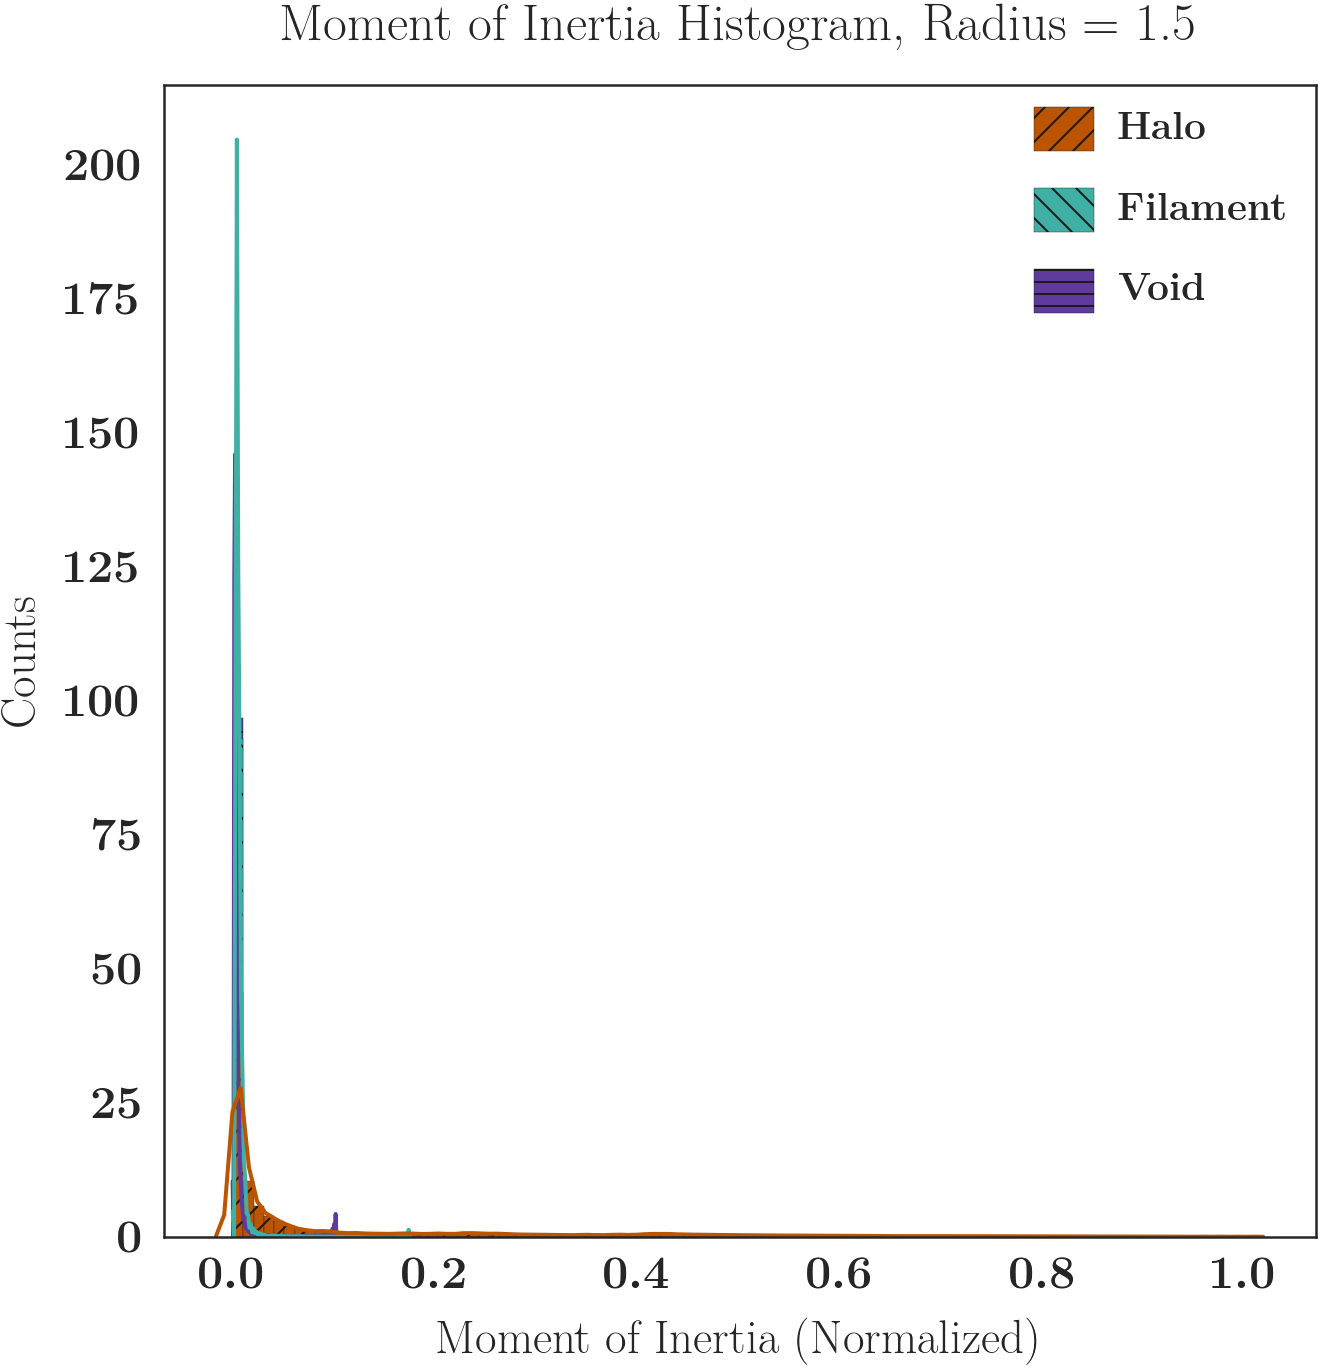 Moment of Inertia Histogram, Radius = 1.5
Halo
Filament
Void
200
175
150
125
100
75
50
25
0
Counts
0.0 0.2 0.4 0.6 0.8 1.0
Moment of Inertia (Normalized)